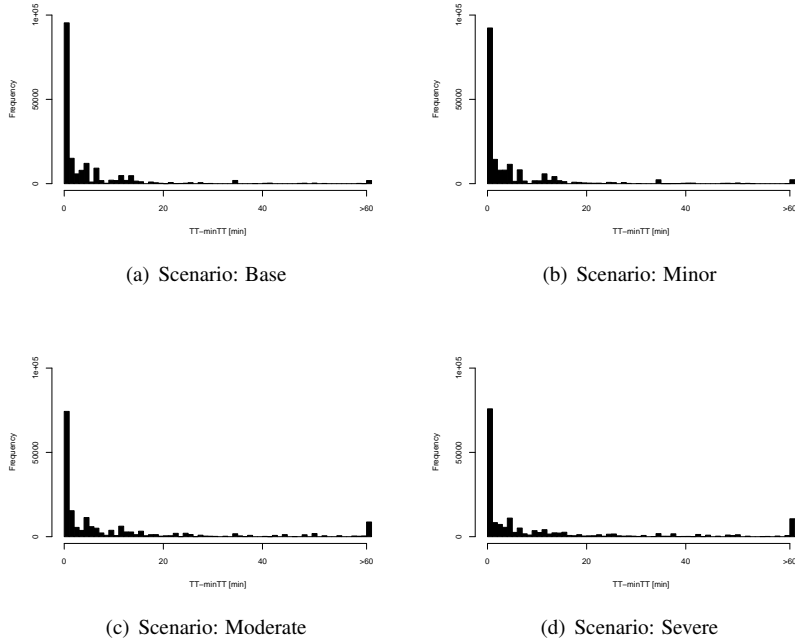 1e+05
50000
0
Frequency
0 20 40 >60
TT−minTT [min]
(a) Scenario: Base
1e+05
50000
0
Frequency
0 20 40 >60
TT−minTT [min]
(b) Scenario: Minor
1e+05
50000
0
Frequency
0 20 40 >60
TT−minTT [min]
(c) Scenario: Moderate
1e+05
50000
0
Frequency
0 20 40 >60
TT−minTT [min]
(d) Scenario: Severe